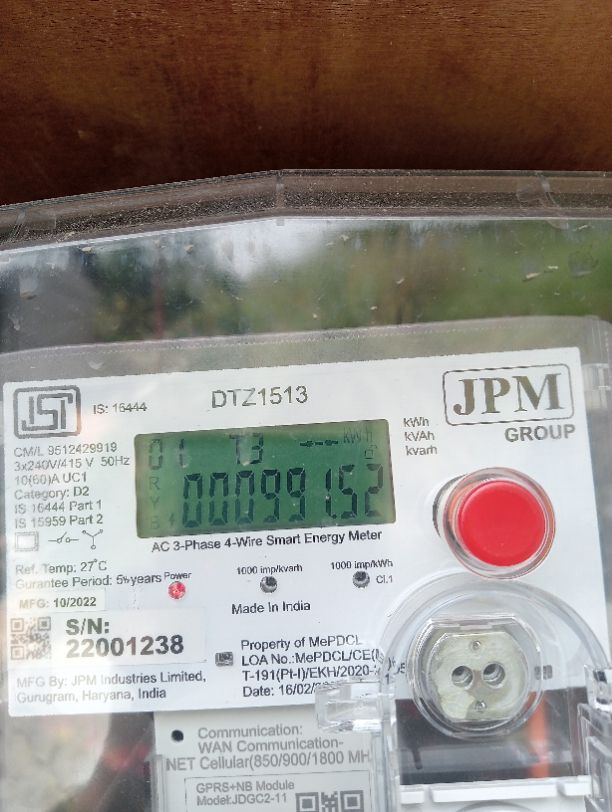 ISI
IS: 16444
DTZ1513
JPM
GROUP
CM/L 9512429919
3x240V/415 V 50Hz
10(60)A UC1
Category: D2
IS 16444 Part 1
IS 15959 Part 2
01 T3 kWh
R
Y
B
000991.52
kWh
kVAh
kvarh
AC 3-Phase 4-Wire Smart Energy Meter
Ref. Temp: 27°C
Gurantee Period: 5½years
Power
1000 imp/kvarh
1000 imp/kWh
Cl.1
MFG: 10/2022
Made in India
S/N:
22001238
MFG By: JPM Industries Limited,
Gurugram, Haryana, India
Property of MePDCL
LOA No.:MePDCL/CE(
T-191(Pt-I)/EKH/2020-
Date: 16/02/
Communication:
WAN Communication-
NET Cellular(850/900/1800 MH
GPRS+NB Module
Model:JDGC2-11